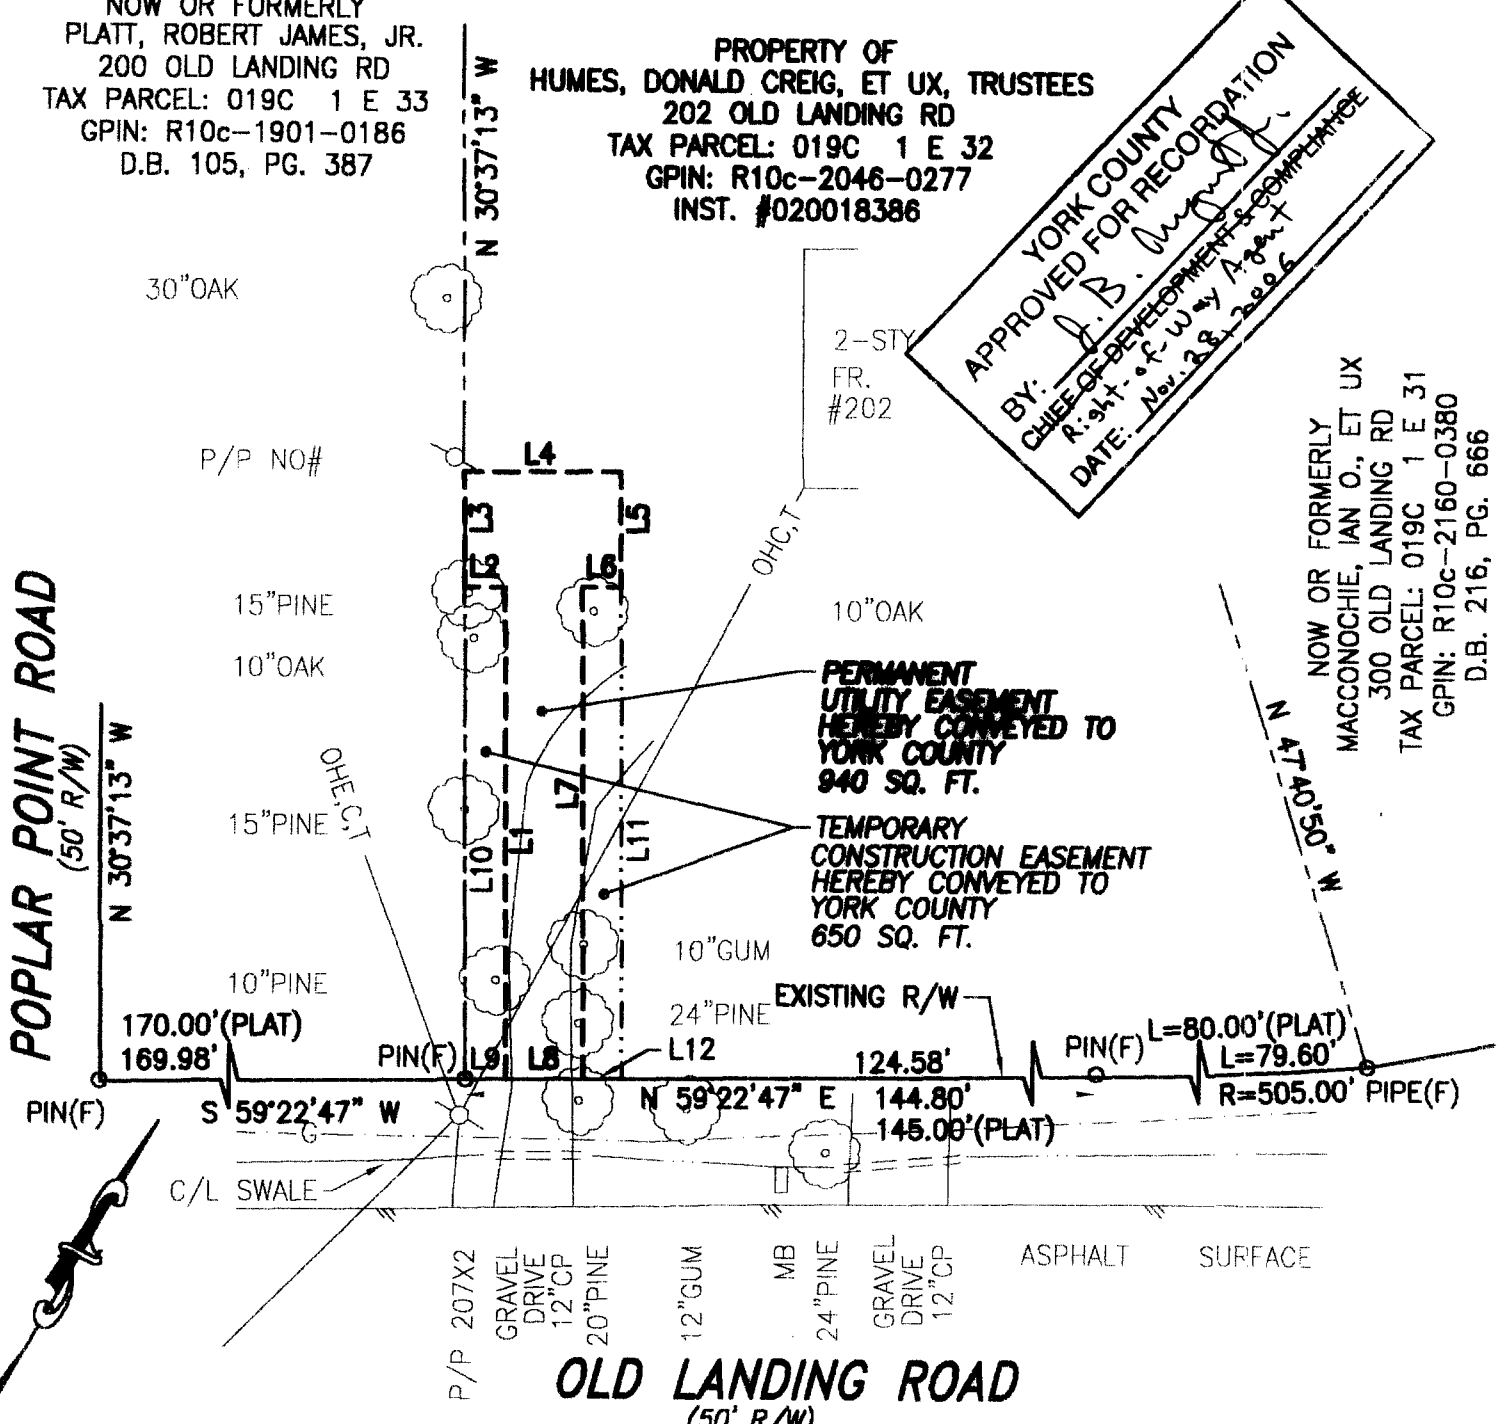 NOW OR FORMERLY
PLATT, ROBERT JAMES, JR.
200 OLD LANDING RD
TAX PARCEL: 019C 1 E 33
GPIN: R10c-1901-0186
D.B. 105, PG. 387
N 30°37'13" W
PROPERTY OF
HUMES, DONALD CREIG, ET UX, TRUSTEES
202 OLD LANDING RD
TAX PARCEL: 019C 1 E 32
GPIN: R10c-2046-0277
INST. #020018386
YORK COUNTY
APPROVED FOR RECORDATION
BY: J. B.
CHIEF OF DEVELOPMENT & COMPLIANCE
Right-of-Way Agent
DATE: Nov. 28, 2006
30"OAK
2-STY
FR.
#202
P/P NO#
L4
L3
L5
OHC,T
L2
L6
NOW OR FORMERLY
MACCONOCHIE, IAN O., ET UX
300 OLD LANDING RD
TAX PARCEL: 019C 1 E 31
GPIN: R10c-2160-0380
D.B. 216, PG. 666
15"PINE
10"OAK
10"OAK
POPLAR POINT ROAD
(50' R/W)
N 30°37'13" W
PERMANENT
UTILITY EASEMENT
HEREBY CONVEYED TO
YORK COUNTY
940 SQ. FT.
N 47°40'50" W
OHE,C,T
15"PINE
L10
L1
L7
L11
TEMPORARY
CONSTRUCTION EASEMENT
HEREBY CONVEYED TO
YORK COUNTY
650 SQ. FT.
10"GUM
10"PINE
24"PINE
EXISTING R/W
170.00'(PLAT)
169.98'
PIN(F)
L9
L8
L12
124.58'
PIN(F)
L=80.00'(PLAT)
L=79.60'
PIN(F)
S 59°22'47" W
N 59°22'47" E
144.80'
145.00'(PLAT)
R=505.00'
PIPE(F)
G
C/L SWALE
P/P 207X2
GRAVEL
DRIVE
12"CP
20"PINE
12"GUM
MB
24"PINE
GRAVEL
DRIVE
12"CP
ASPHALT SURFACE
OLD LANDING ROAD
(50' R/W)